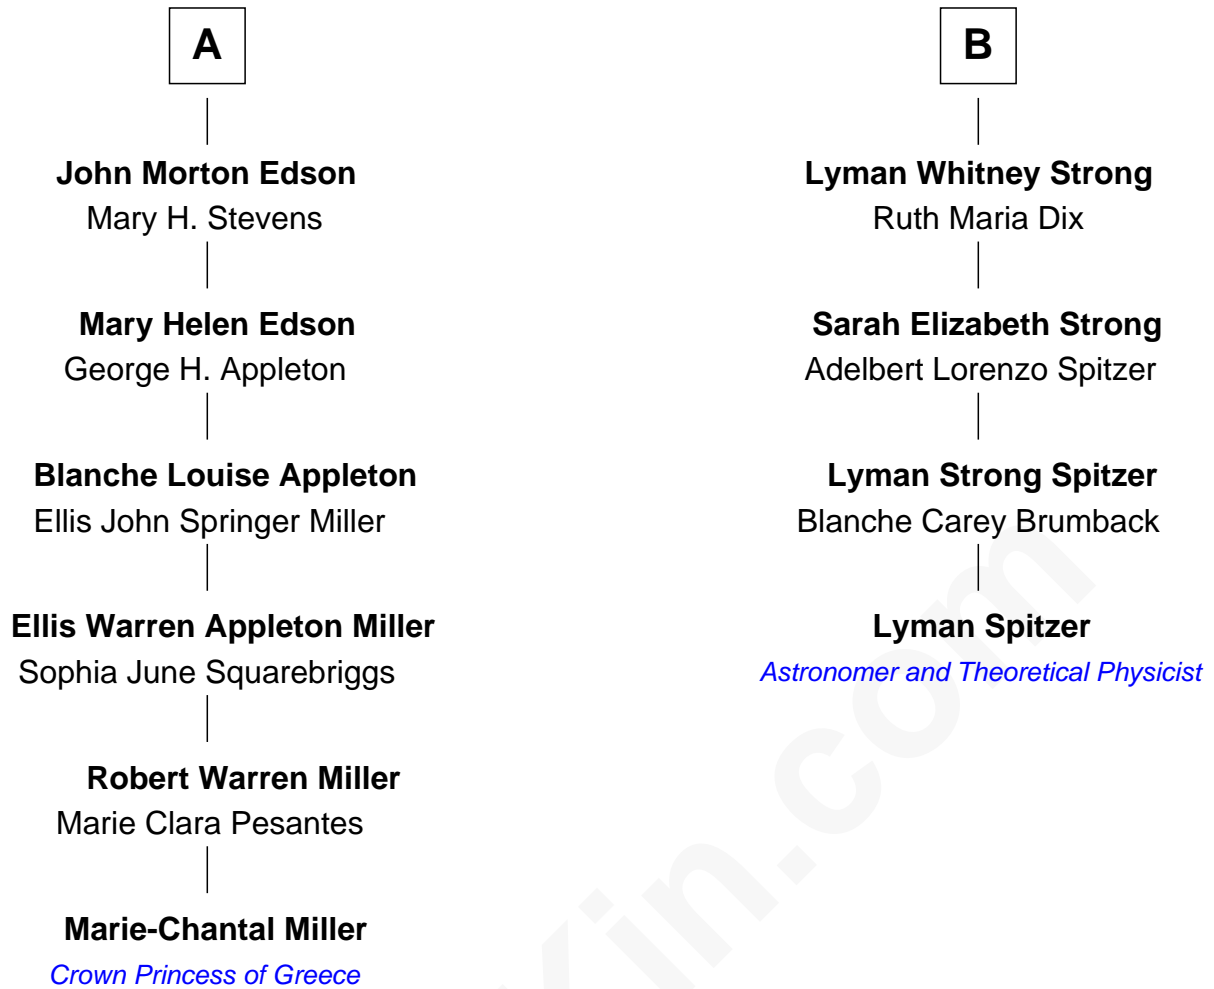 A
John Morton Edson
Mary H. Stevens
Mary Helen Edson
George H. Appleton
Blanche Louise Appleton
Ellis John Springer Miller
Ellis Warren Appleton Miller
Sophia June Squarebriggs
Robert Warren Miller
Marie Clara Pesantes
Marie-Chantal Miller
Crown Princess of Greece
B
Lyman Whitney Strong
Ruth Maria Dix
Sarah Elizabeth Strong
Adelbert Lorenzo Spitzer
Lyman Strong Spitzer
Blanche Carey Brumback
Lyman Spitzer
Astronomer and Theoretical Physicist
Kin.com